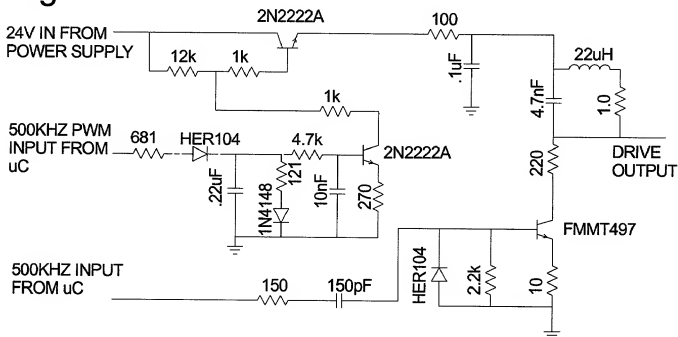 2N2222A
24V IN FROM
POWER SUPPLY
100
12k
1k
.1uF
22uH
4.7nF
1.0
1k
500KHZ PWM
INPUT FROM
uC
681
HER104
4.7k
2N2222A
.22uF
121
1N4148
10nF
270
220
DRIVE
OUTPUT
FMMT497
500KHZ INPUT
FROM uC
150
150pF
HER104
2.2k
10